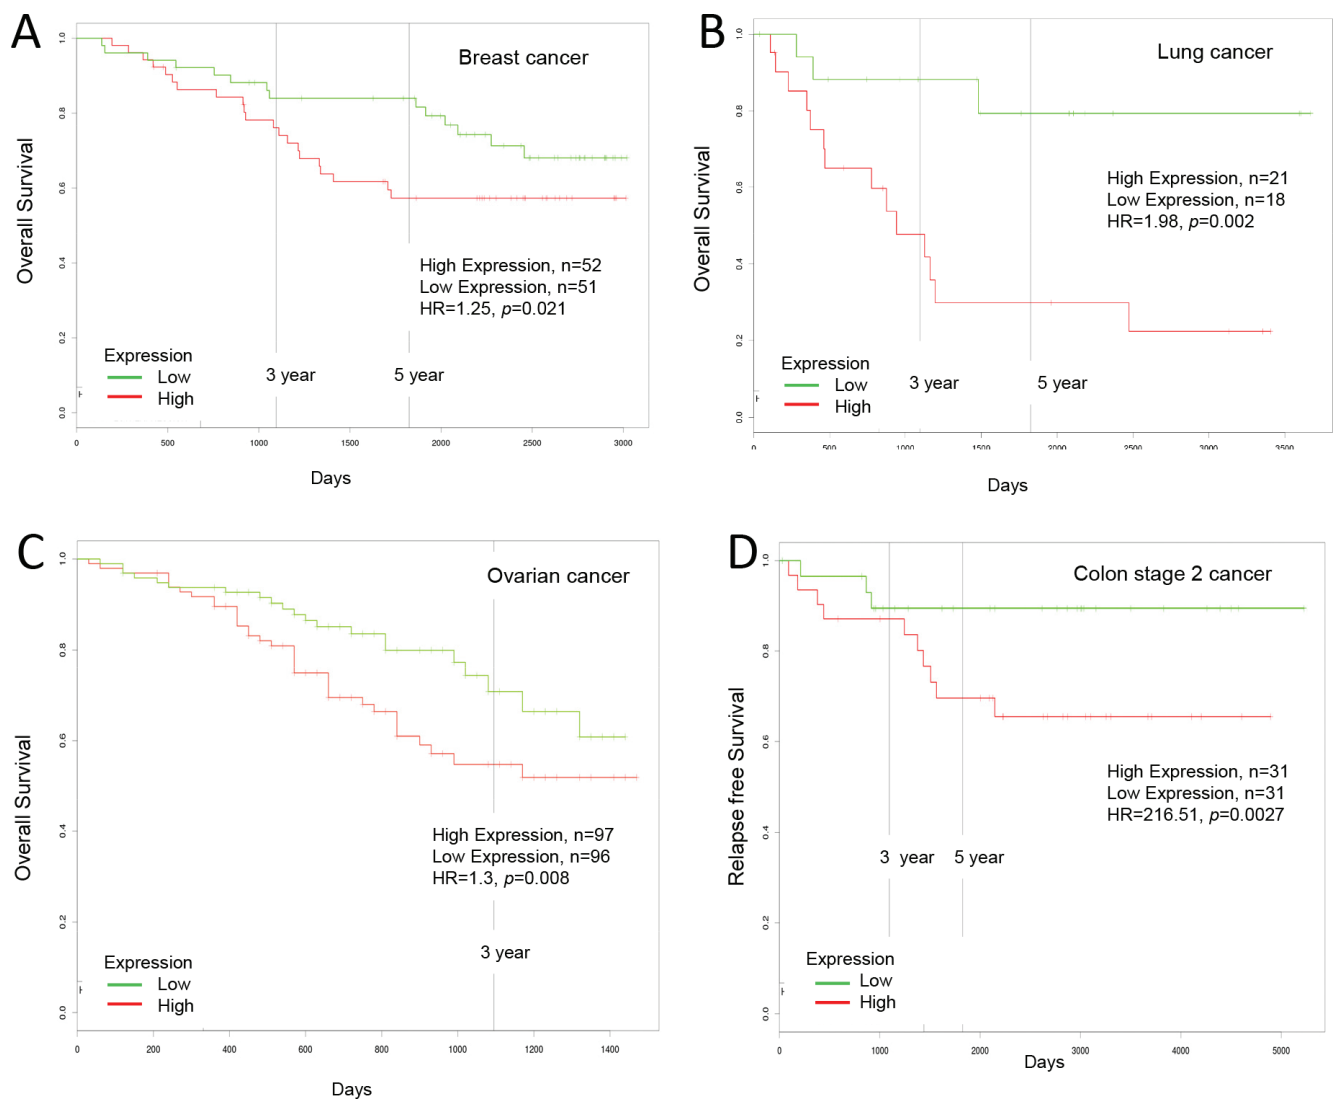 A
Breast cancer
Overall Survival
1.0
0.8
0.6
0.4
0.2
0.0
High Expression, n=52
Low Expression, n=51
HR=1.25, p=0.021
Expression
Low
High
3 year
5 year
0
500
1000
1500
2000
2500
3000
Days
B
Lung cancer
Overall Survival
1.0
0.8
0.6
0.4
0.2
0.0
High Expression, n=21
Low Expression, n=18
HR=1.98, p=0.002
Expression
Low
High
3 year
5 year
0
500
1000
1500
2000
2500
3000
3500
Days
C
Ovarian cancer
Overall Survival
1.0
0.8
0.6
0.4
0.2
0.0
High Expression, n=97
Low Expression, n=96
HR=1.3, p=0.008
3 year
Expression
Low
High
0
200
400
600
800
1000
1200
1400
Days
D
Colon stage 2 cancer
Relapse free Survival
1.0
0.8
0.6
0.4
0.2
0.0
High Expression, n=31
Low Expression, n=31
HR=216.51, p=0.0027
3 year
5 year
Expression
Low
High
0
1000
2000
3000
4000
5000
Days